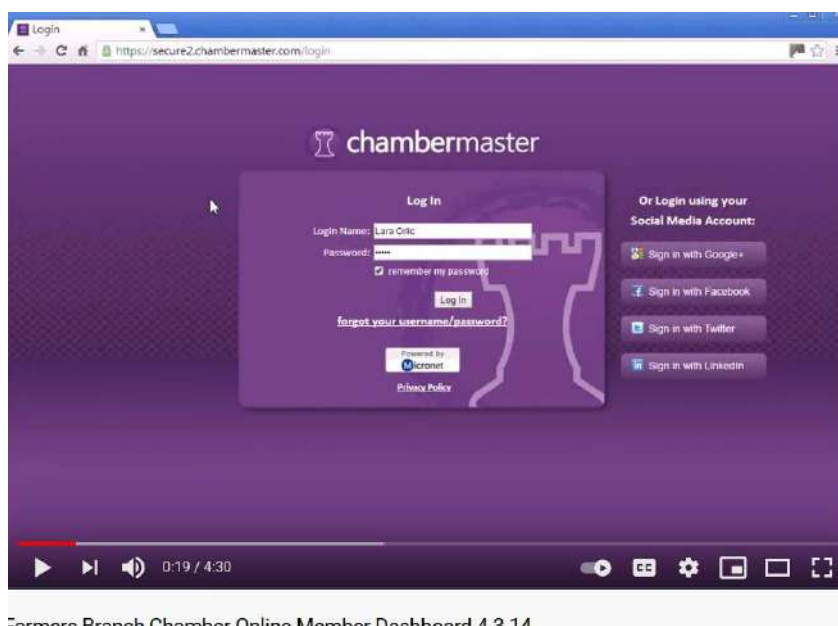 Login
https://secure2.chambermaster.com/login
chambermaster
Log In
Login Name: Lara Orlic
Password: •••••
remember my password
Log In
forgot your username/password?
Powered by
Micronet
Privacy Policy
Or Login using your
Social Media Account:
Sign in with Google+
Sign in with Facebook
Sign in with Twitter
Sign in with LinkedIn
0:19 / 4:30
CC
Farmers Branch Chamber Online Member Dashboard 4.3.14